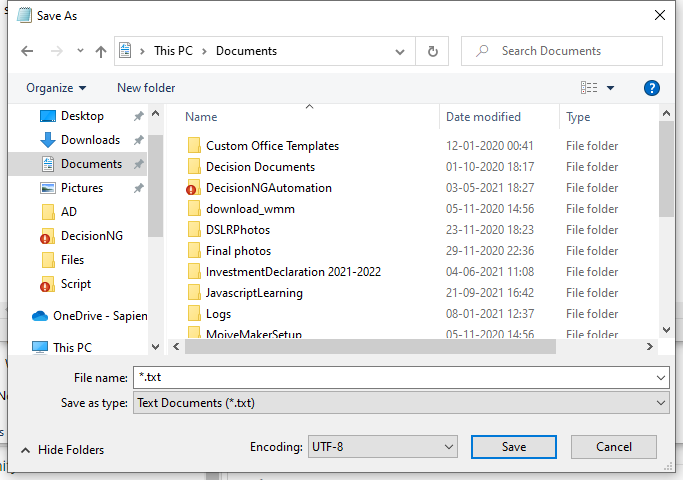 Save As
This PC > Documents
Search Documents
Organize
New folder
Name Date modified Type
Desktop
Downloads
Documents
Pictures
AD
DecisionNG
Files
Script
OneDrive - Sapien
This PC
Custom Office Templates 12-01-2020 00:41 File folder
Decision Documents 01-10-2020 18:17 File folder
DecisionNGAutomation 03-05-2021 18:27 File folder
download_wmm 05-11-2020 14:56 File folder
DSLRPhotos 23-11-2020 18:23 File folder
Final photos 29-11-2020 22:36 File folder
InvestmentDeclaration 2021-2022 04-06-2021 11:08 File folder
JavascriptLearning 21-09-2021 16:42 File folder
Logs 08-01-2021 12:37 File folder
MoiveMakerSetup 05-11-2020 14:56 File folder
File name: *.txt
Save as type: Text Documents (*.txt)
Hide Folders
Encoding: UTF-8
Save
Cancel